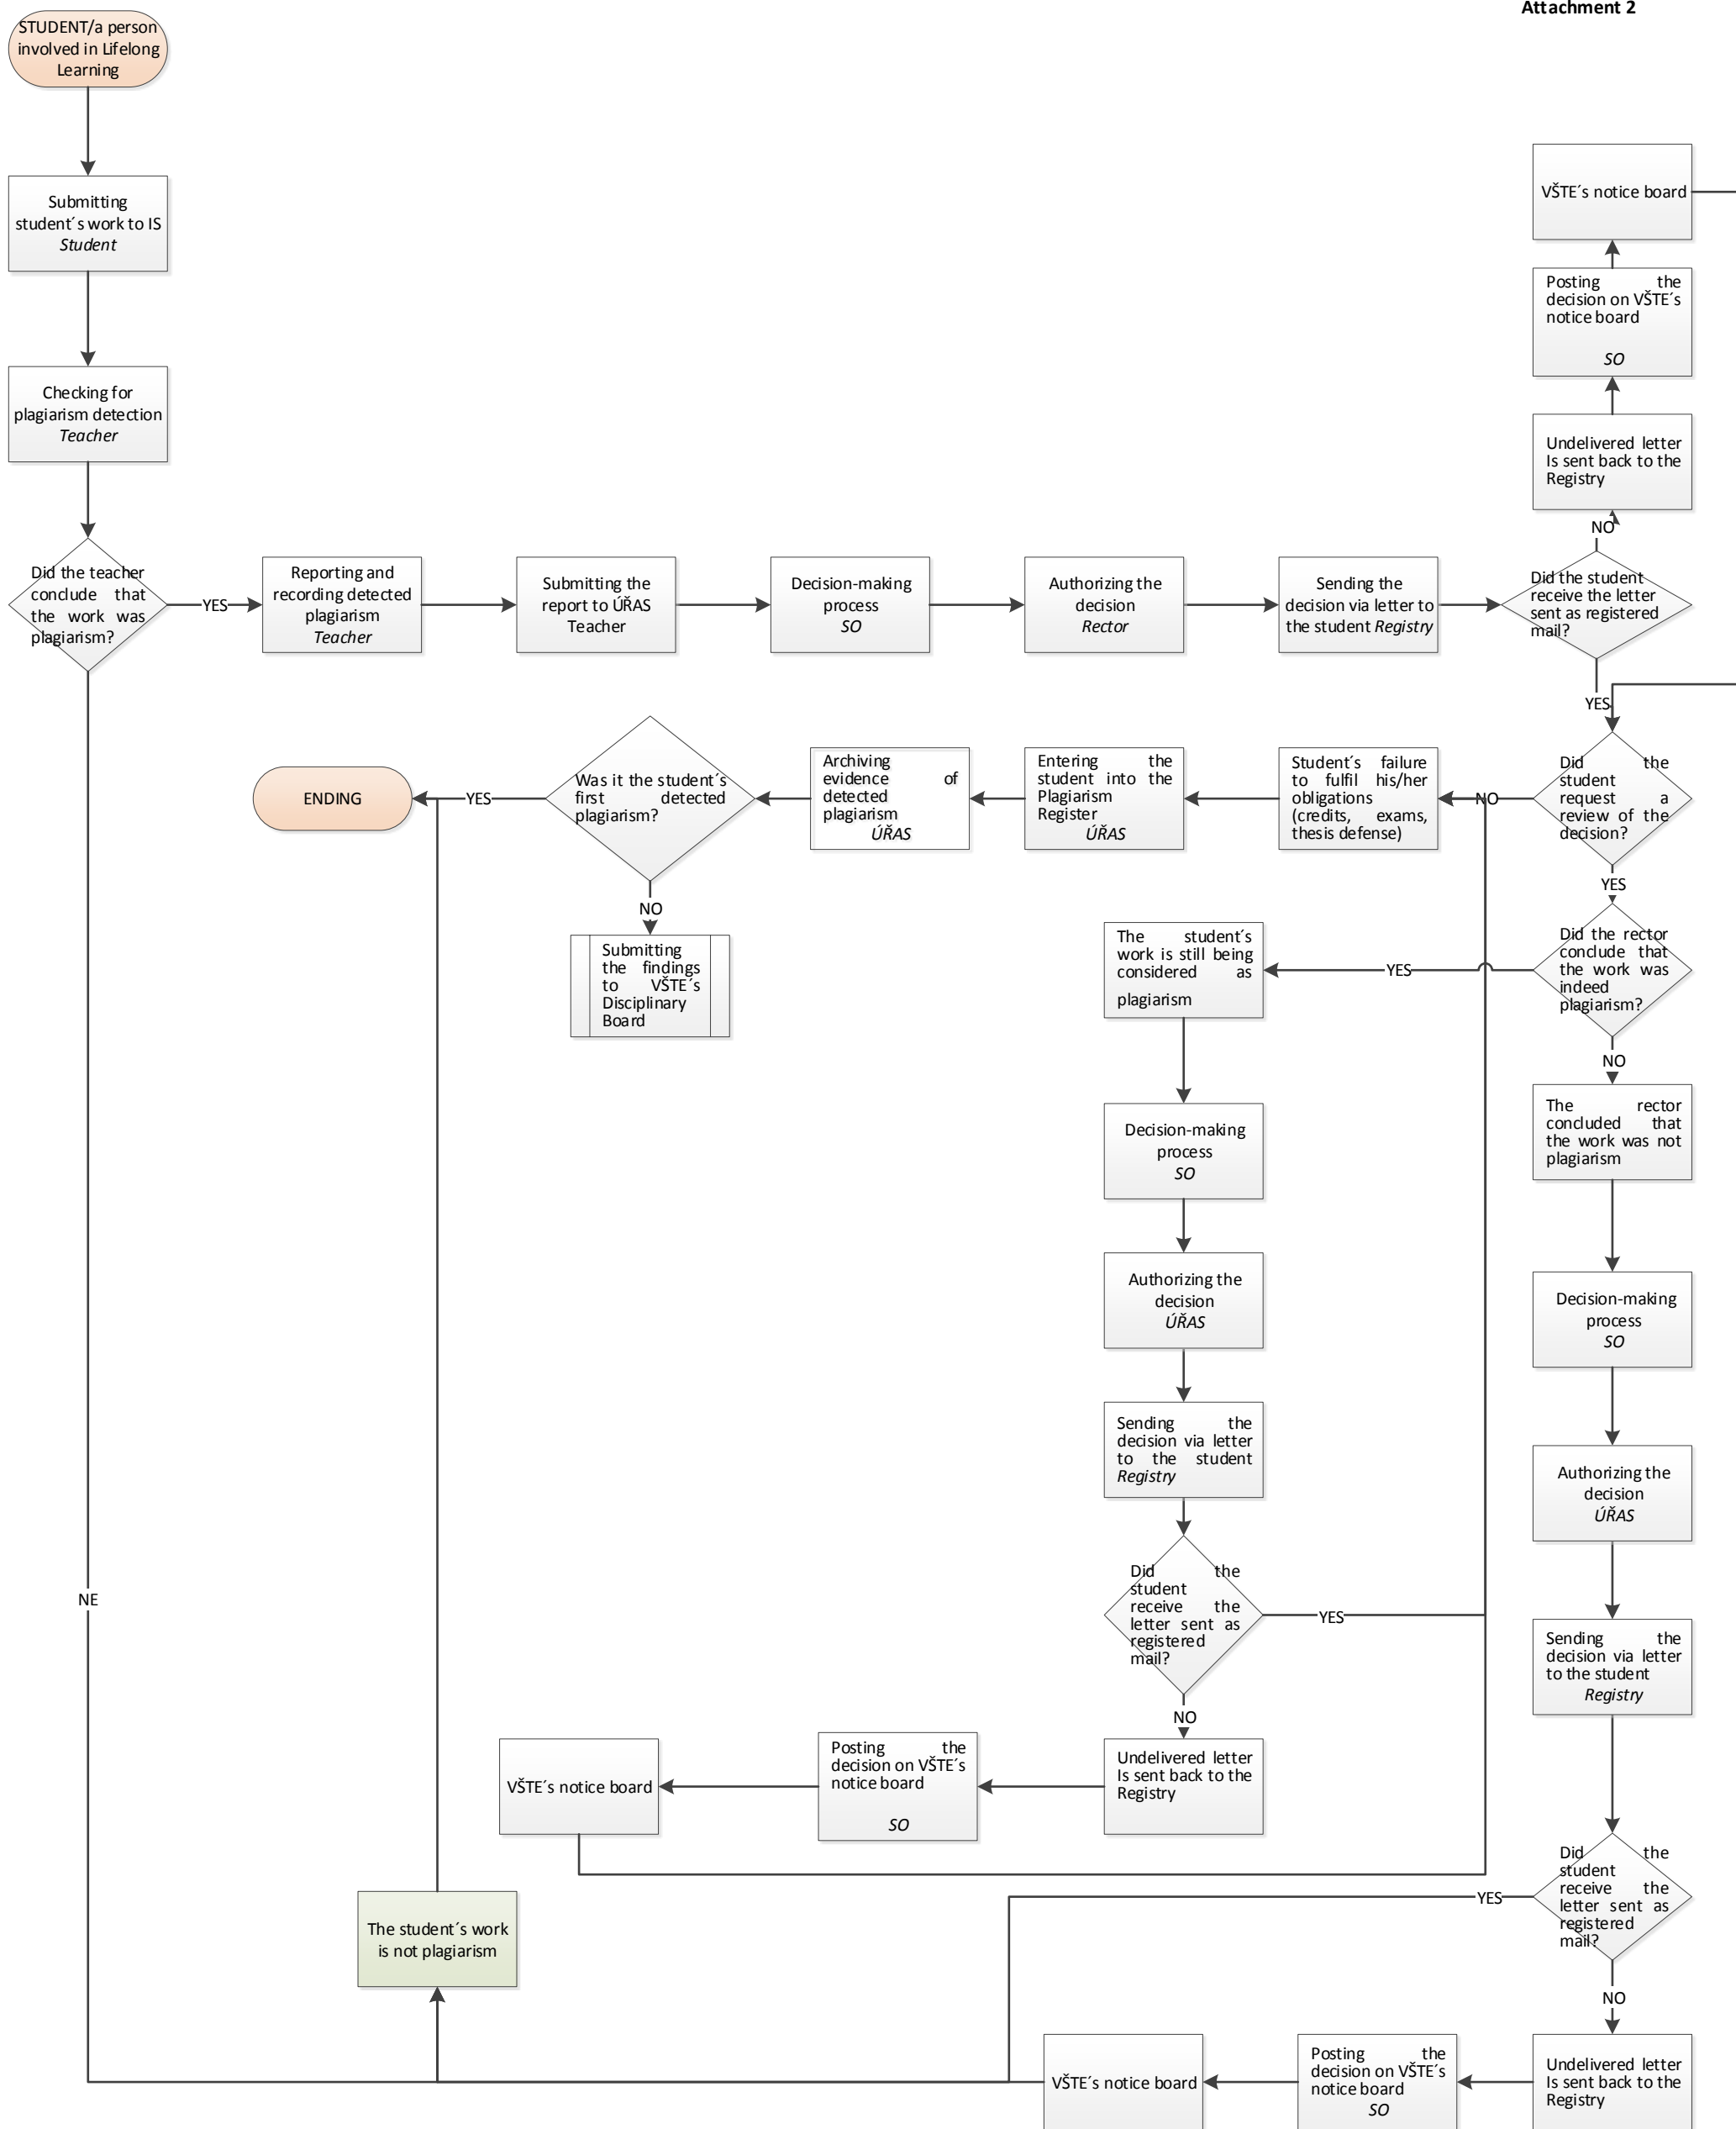 Attachment 2
STUDENT/a person
involved in Lifelong
Learning
Submitting
student´s work to IS
Student
Checking for
plagiarism detection
Teacher
Did the teacher
conclude that
the work was
plagiarism?
YES
Reporting and
recording detected
plagiarism
Teacher
Submitting the
report to ÚŘAS
Teacher
Decision-making
process
SO
Authorizing the
decision
Rector
Sending the
decision via letter to
the student Registry
Did the student
receive the letter
sent as registered
mail?
NO
Undelivered letter
Is sent back to the
Registry
Posting the
decision on VŠTE´s
notice board
SO
VŠTE´s notice board
YES
Did the
student
request a
review of the
decision?
NO
Student´s failure
to fulfil his/her
obligations
(credits, exams,
thesis defense)
Entering the
student into the
Plagiarism
Register
ÚŘAS
Archiving
evidence of
detected
plagiarism
ÚŘAS
Was it the student´s
first detected
plagiarism?
YES
ENDING
NO
Submitting
the findings
to VŠTE´s
Disciplinary
Board
YES
Did the rector
conclude that
the work was
indeed
plagiarism?
YES
The student´s
work is still being
considered as
plagiarism
Decision-making
process
SO
Authorizing the
decision
ÚŘAS
Sending the
decision via letter
to the student
Registry
Did the
student
receive the
letter sent as
registered
mail?
YES
NO
Undelivered letter
Is sent back to the
Registry
Posting the
decision on VŠTE´s
notice board
SO
VŠTE´s notice board
NO
The rector
concluded that
the work was not
plagiarism
Decision-making
process
SO
Authorizing the
decision
ÚŘAS
Sending the
decision via letter
to the student
Registry
Did the
student
receive the
letter sent as
registered
mail?
YES
NO
Undelivered letter
Is sent back to the
Registry
Posting the
decision on VŠTE´s
notice board
SO
VŠTE´s notice board
NE
The student´s work
is not plagiarism